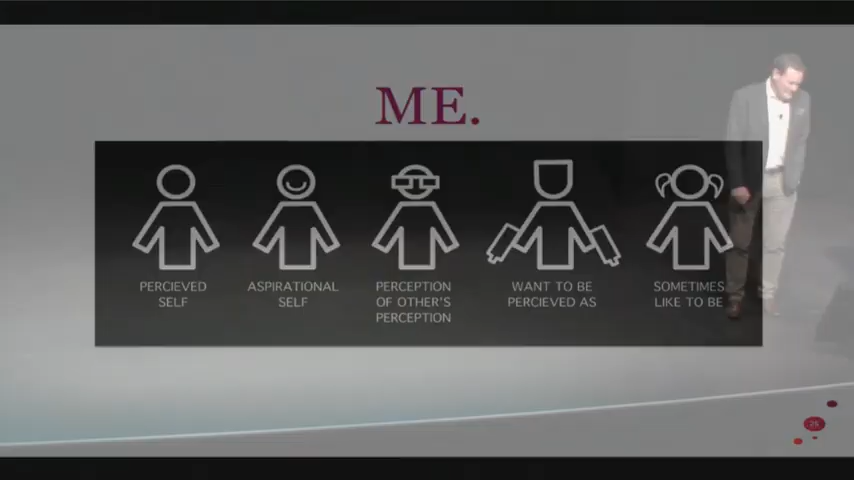 ME.
PERCIEVED
SELF
ASPIRATIONAL
SELF
PERCEPTION
OF OTHER'S
PERCEPTION
WANT TO BE
PERCIEVED AS
SOMETIMES
LIKE TO BE